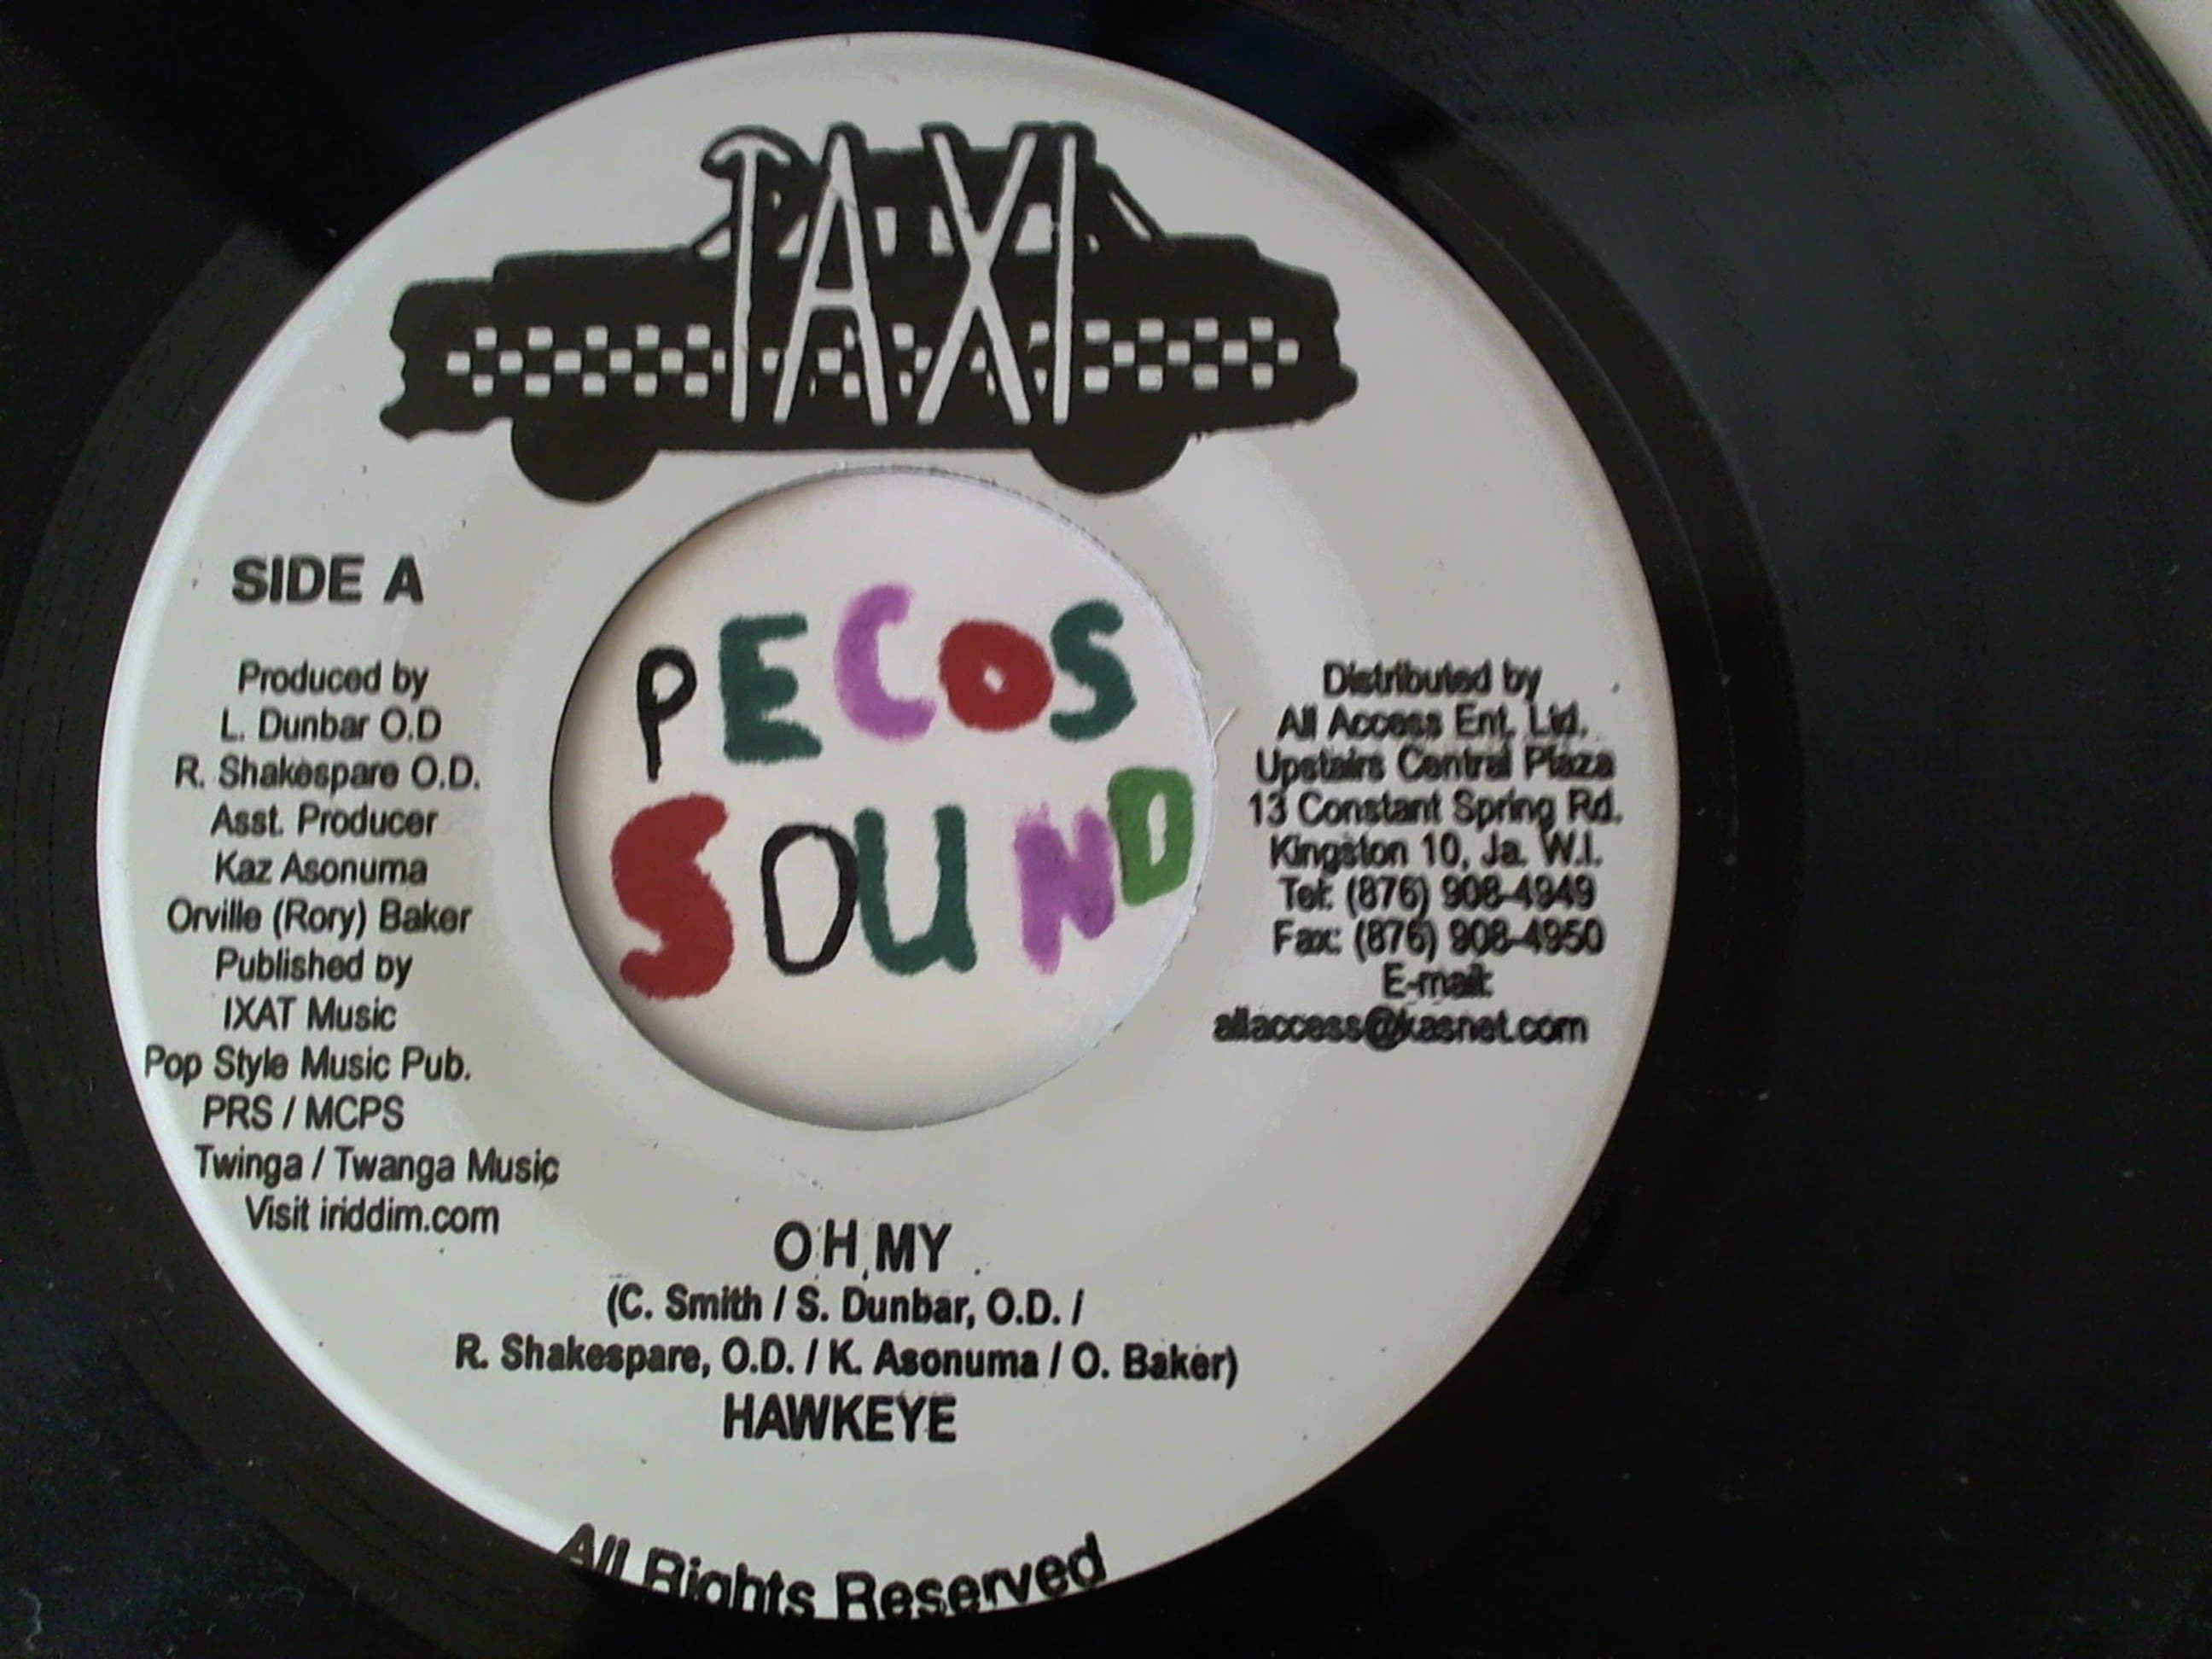 TAXI
SIDE A
Produced by
L. Dunbar O.D
R. Shakespare O.D.
Asst. Producer
Kaz Asonuma
Orville (Rory) Baker
Published by
IXAT Music
Pop Style Music Pub.
PRS / MCPS
Twinga / Twanga Music
Visit iriddim.com
PECOS
SOUND
Distributed by
All Access Ent. Ltd.
Upstairs Central Plaza
13 Constant Spring Rd.
Kingston 10, Ja. W.I.
Tel: (876) 908-4949
Fax: (876) 908-4950
E-mail:
allaccess@kasnet.com
OH MY
(C. Smith / S. Dunbar, O.D. /
R. Shakespare, O.D. / K. Asonuma / O. Baker)
HAWKEYE
All Rights Reserved